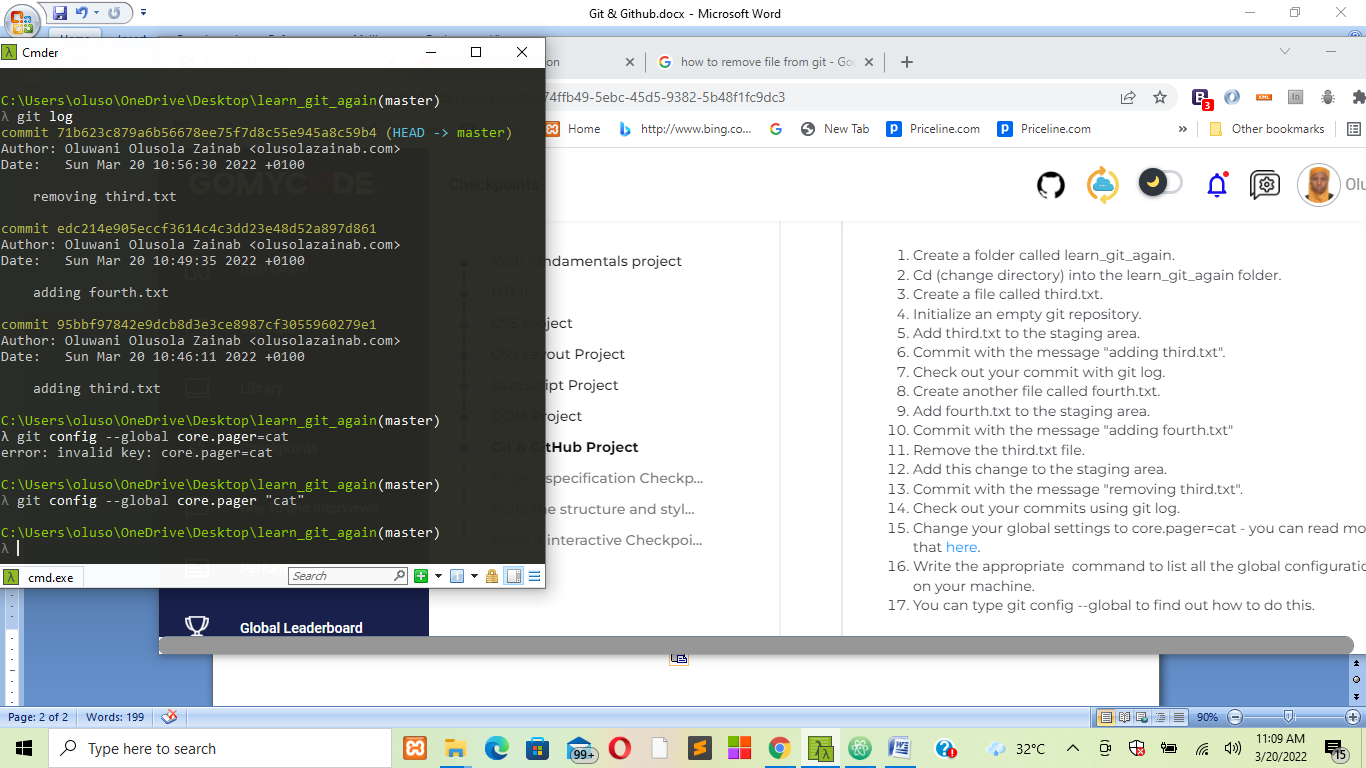 Git & Github.docx - Microsoft Word
Cmder
how to remove file from git - Goo
574ffb49-5ebc-45d5-9382-5b48f1fc9dc3
Home
http://www.bing.co...
New Tab
Priceline.com
Priceline.com
»
Other bookmarks
C:\Users\oluso\OneDrive\Desktop\learn_git_again(master)
λ git log
commit 71b623c879a6b56678ee75f7d8c55e945a8c59b4 (HEAD -> master)
Author: Oluwani Olusola Zainab <olusolazainab.com>
Date:   Sun Mar 20 10:56:30 2022 +0100
removing third.txt
commit edc214e905eccf3614c4c3dd23e48d52a897d861
Author: Oluwani Olusola Zainab <olusolazainab.com>
Date:   Sun Mar 20 10:49:35 2022 +0100
adding fourth.txt
commit 95bbf97842e9dcb8d3e3ce8987cf3055960279e1
Author: Oluwani Olusola Zainab <olusolazainab.com>
Date:   Sun Mar 20 10:46:11 2022 +0100
adding third.txt
C:\Users\oluso\OneDrive\Desktop\learn_git_again(master)
λ git config --global core.pager=cat
error: invalid key: core.pager=cat
C:\Users\oluso\OneDrive\Desktop\learn_git_again(master)
λ git config --global core.pager "cat"
C:\Users\oluso\OneDrive\Desktop\learn_git_again(master)
λ
cmd.exe
Search
GOMYCODE
Checkpoints
Olu
Web fundamentals project
HTML
CSS project
CSS Layout Project
JavaScript Project
DOM Project
Git & GitHub Project
specification Checkp...
the structure and styl...
interactive Checkpoi...
Library
Global Leaderboard
1. Create a folder called learn_git_again.
2. Cd (change directory) into the learn_git_again folder.
3. Create a file called third.txt.
4. Initialize an empty git repository.
5. Add third.txt to the staging area.
6. Commit with the message "adding third.txt".
7. Check out your commit with git log.
8. Create another file called fourth.txt.
9. Add fourth.txt to the staging area.
10. Commit with the message "adding fourth.txt"
11. Remove the third.txt file.
12. Add this change to the staging area.
13. Commit with the message "removing third.txt".
14. Check out your commits using git log.
15. Change your global settings to core.pager=cat - you can read mo
that here.
16. Write the appropriate  command to list all the global configuratio
on your machine.
17. You can type git config --global to find out how to do this.
Page: 2 of 2
Words: 199
90%
Type here to search
99+
32°C
11:09 AM
3/20/2022
15